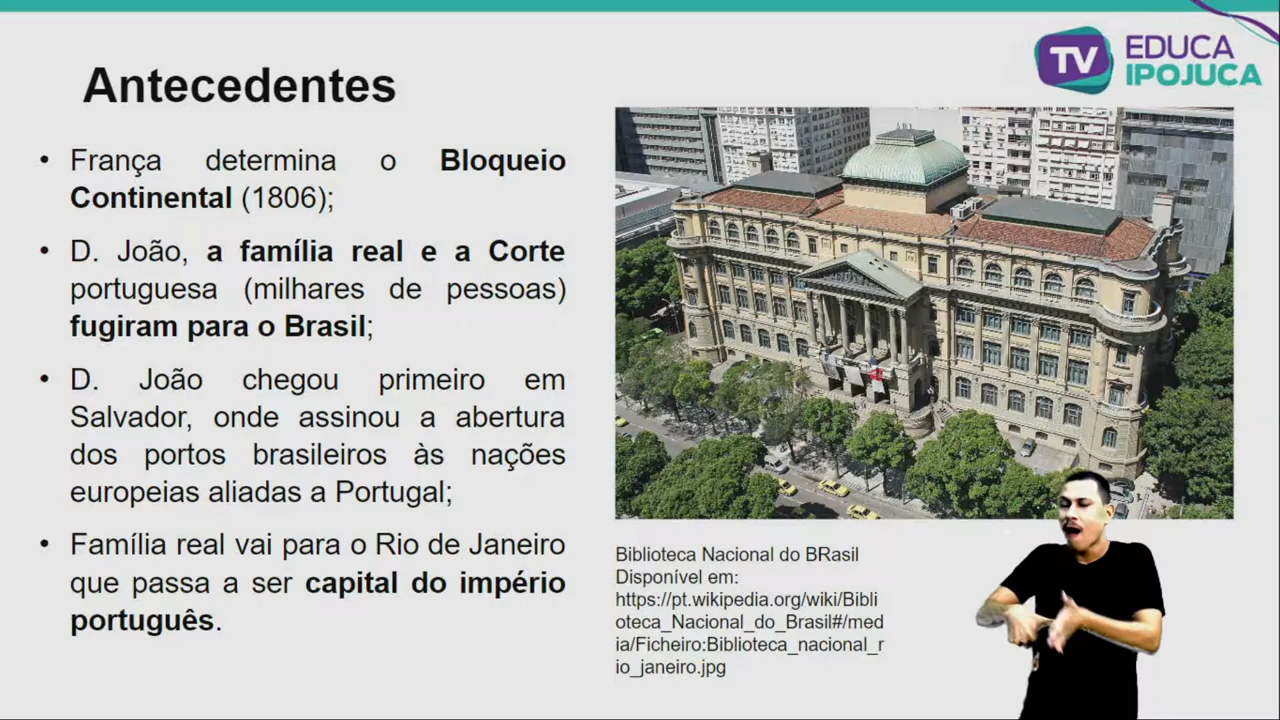 TV EDUCA
IPOJUCA
Antecedentes
• França determina o Bloqueio
Continental (1806);
• D. João, a família real e a Corte
portuguesa (milhares de pessoas)
fugiram para o Brasil;
• D. João chegou primeiro em
Salvador, onde assinou a abertura
dos portos brasileiros às nações
europeias aliadas a Portugal;
• Família real vai para o Rio de Janeiro
que passa a ser capital do império
português.
Biblioteca Nacional do BRasil
Disponível em:
https://pt.wikipedia.org/wiki/Bibli
oteca_Nacional_do_Brasil#/med
ia/Ficheiro:Biblioteca_nacional_r
io_janeiro.jpg